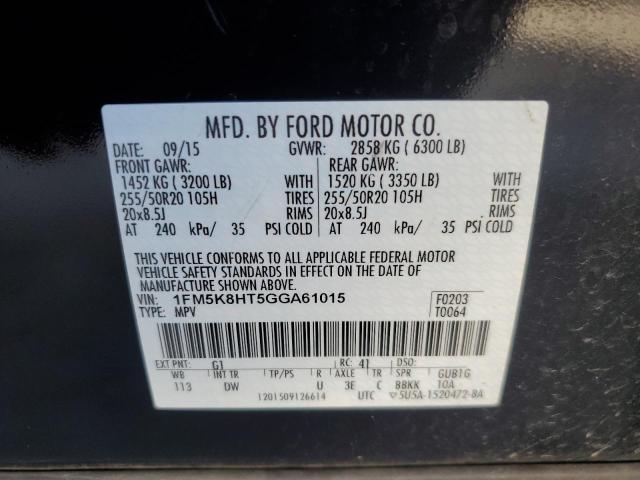 MFD. BY FORD MOTOR CO.
DATE: 09/15 GVWR: 2858 KG ( 6300 LB)
FRONT GAWR: REAR GAWR:
1452 KG ( 3200 LB) WITH 1520 KG ( 3350 LB) WITH
255/50R20 105H TIRES 255/50R20 105H TIRES
20x8.5J RIMS 20x8.5J RIMS
AT 240 kPa/ 35 PSI COLD AT 240 kPa/ 35 PSI COLD
THIS VEHICLE CONFORMS TO ALL APPLICABLE FEDERAL MOTOR
VEHICLE SAFETY STANDARDS IN EFFECT ON THE DATE OF
MANUFACTURE SHOWN ABOVE.
VIN: 1FM5K8HT5GGA61015 F0203
TYPE: MPV T0064
EXT PNT: G1 RC: 41 DSO:
WB INT TR TP/PS R AXLE TR SPR GUB1G
113 DW U 3E C BBKK 10A
1201509126614 UTC ▽5U5A-1520472-BA